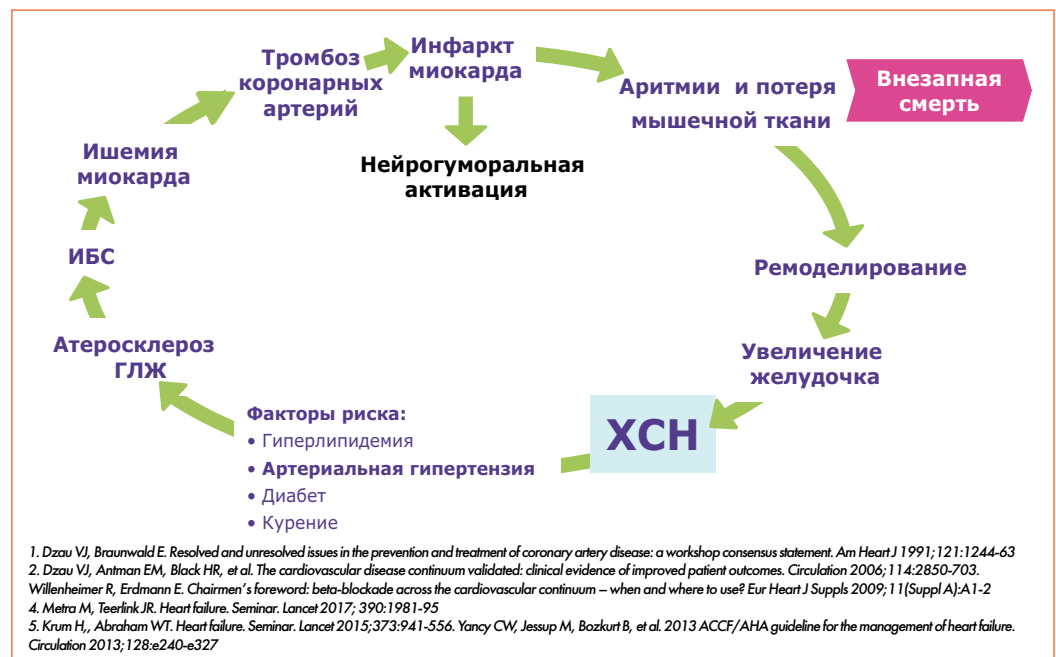 Инфаркт
миокарда
Тромбоз
коронарных
артерий
Аритмии и потеря
мышечной ткани
Внезапная
смерть
Нейрогуморальная
активация
Ишемия
миокарда
ИБС
Ремоделирование
Атеросклероз
ГЛЖ
Увеличение
желудочка
ХСН
Факторы риска:
• Гиперлипидемия
• Артериальная гипертензия
• Диабет
• Курение
1. Dzau VJ, Braunwald E. Resolved and unresolved issues in the prevention and treatment of coronary artery disease: a workshop consensus statement. Am Heart J 1991;121:1244-63
2. Dzau VJ, Antman EM, Black HR, et al. The cardiovascular disease continuum validated: clinical evidence of improved patient outcomes. Circulation 2006;114:2850-703.
Willenheimer R, Erdmann E. Chairmen's foreword: beta-blockade across the cardiovascular continuum – when and where to use? Eur Heart J Suppls 2009;11(Suppl A):A1-2
4. Metra M, Teerlink JR. Heart failure. Seminar. Lancet 2017; 390:1981-95
5. Krum H,, Abraham WT. Heart failure. Seminar. Lancet 2015;373:941-556. Yancy CW, Jessup M, Bozkurt B, et al. 2013 ACCF/AHA guideline for the management of heart failure.
Circulation 2013;128:e240-e327